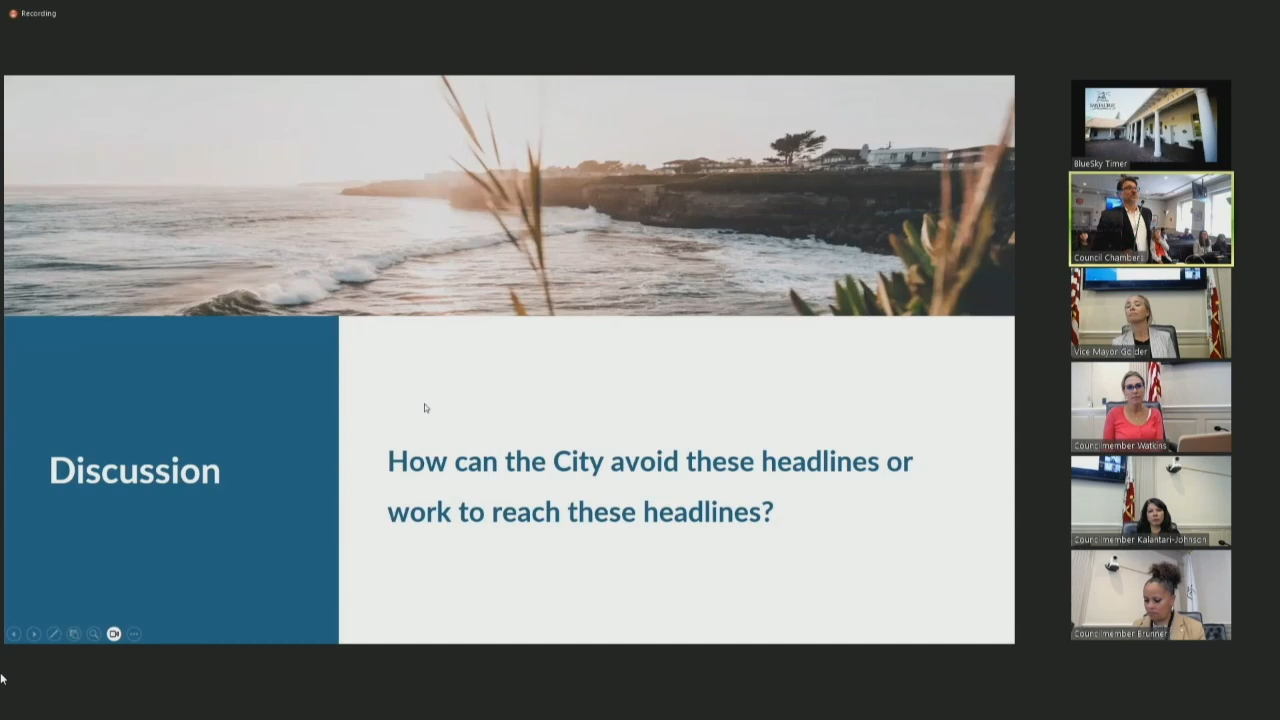 Recording
BlueSky Timer
Council Chambers
Vice Mayor Golder
Discussion
How can the City avoid these headlines or
work to reach these headlines?
Councilmember Watkins
Councilmember Kalantari-Johnson
Councilmember Brunner